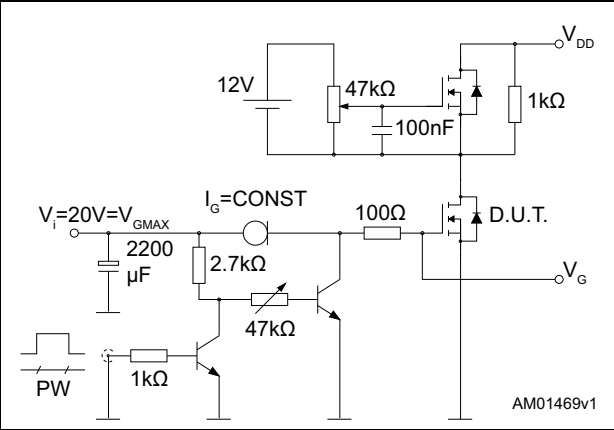 V_DD
12V
47kΩ
1kΩ
100nF
I_G=CONST
V_i=20V=V_GMAX
100Ω
D.U.T.
2200
µF
2.7kΩ
V_G
47kΩ
PW
1kΩ
AM01469v1